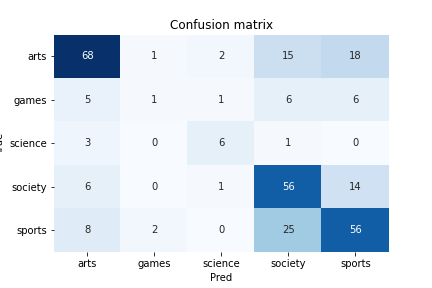 Confusion matrix
arts 68 1 2 15 18
games 5 1 1 6 6
science 3 0 6 1 0
society 6 0 1 56 14
sports 8 2 0 25 56
arts games science society sports
Pred